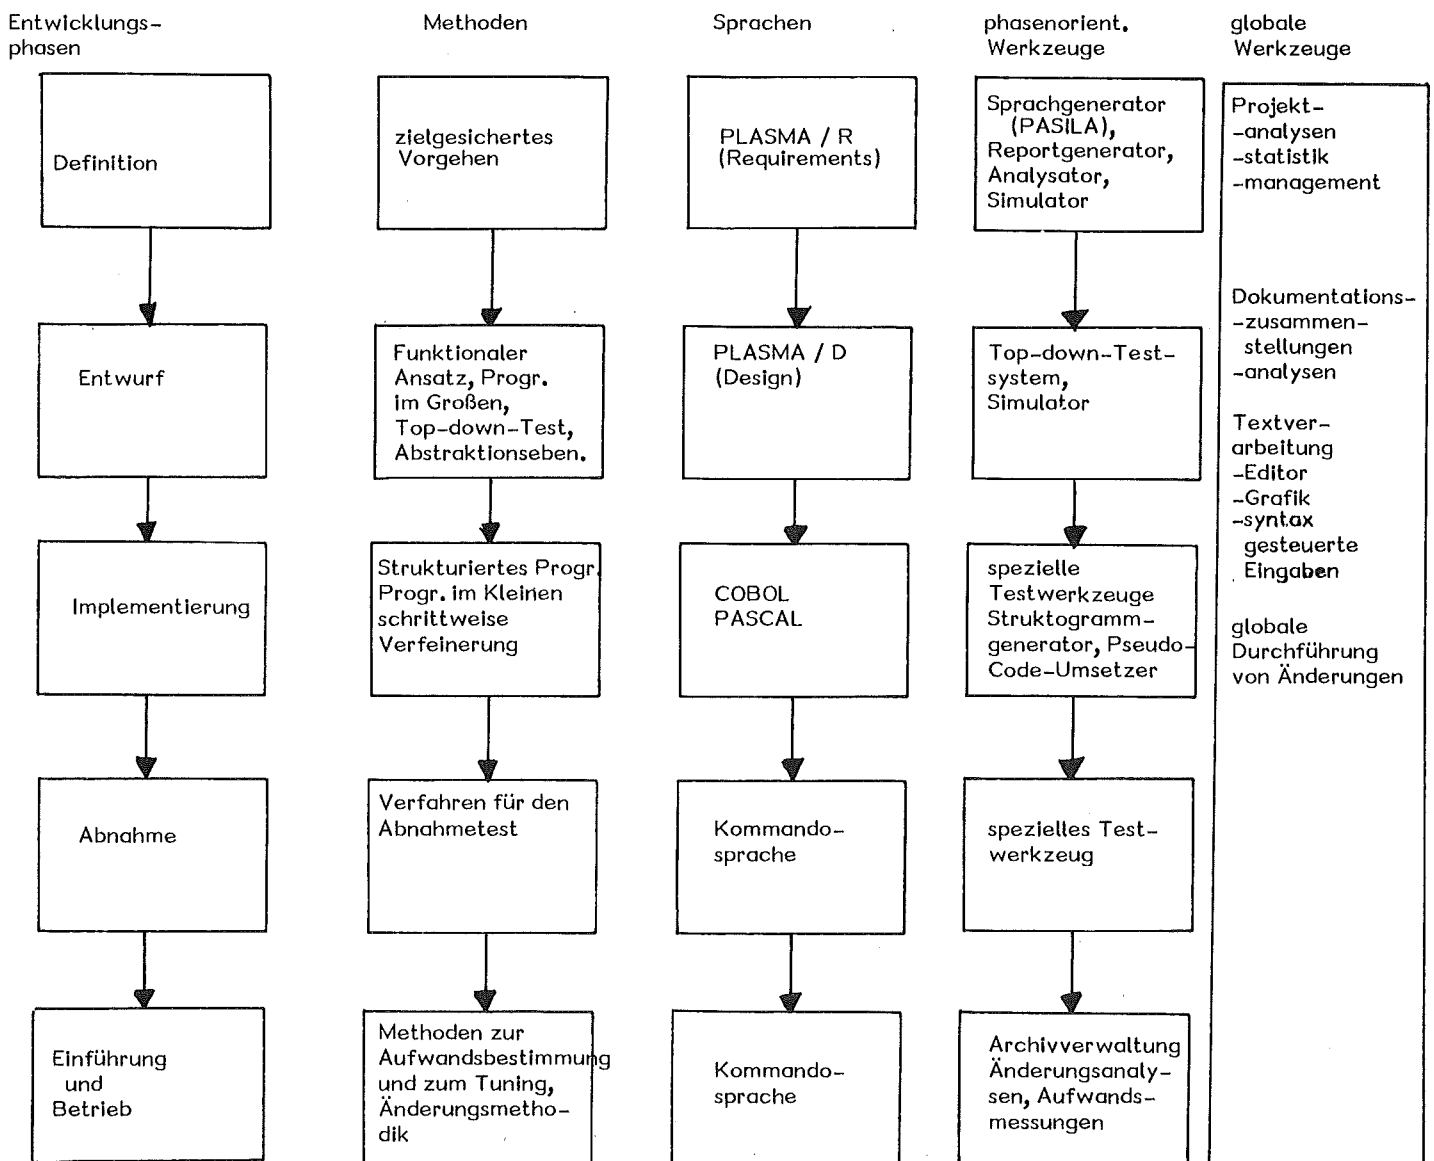 Entwicklungs-
phasen
Methoden
Sprachen
phasenorient.
Werkzeuge
globale
Werkzeuge
Definition
zielgesichertes
Vorgehen
PLASMA / R
(Requirements)
Sprachgenerator
(PASILA),
Reportgenerator,
Analysator,
Simulator
Projekt-
-analysen
-statistik
-management
Dokumentations-
-zusammen-
stellungen
-analysen
Textver-
arbeitung
-Editor
-Grafik
-syntax
gesteuerte
Eingaben
globale
Durchführung
von Änderungen
Entwurf
Funktionaler
Ansatz, Progr.
im Großen,
Top-down-Test,
Abstraktionseben.
PLASMA / D
(Design)
Top-down-Test-
system,
Simulator
Implementierung
Strukturiertes Progr.
Progr. im Kleinen
schrittweise
Verfeinerung
COBOL
PASCAL
spezielle
Testwerkzeuge
Struktogramm-
generator, Pseudo-
Code-Umsetzer
Abnahme
Verfahren für den
Abnahmetest
Kommando-
sprache
spezielles Test-
werkzeug
Einführung
und
Betrieb
Methoden zur
Aufwandsbestimmung
und zum Tuning,
Änderungsmetho-
dik
Kommando-
sprache
Archivverwaltung
Änderungsanaly-
sen, Aufwands-
messungen